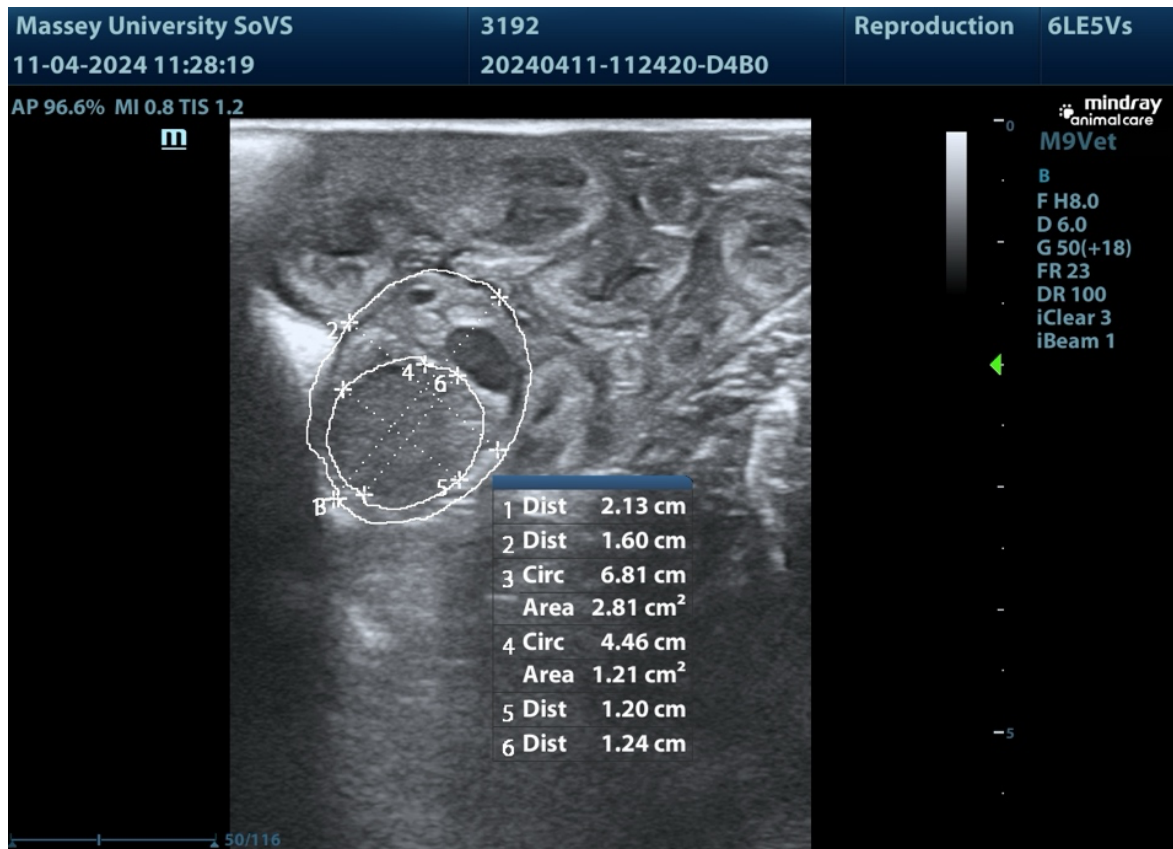 Massey University SoVS 3192 Reproduction 6LE5Vs
11-04-2024 11:28:19 20240411-112420-D4B0
AP 96.6% MI 0.8 TIS 1.2
m
mindray
animal care
M9Vet
B
F H8.0
D 6.0
G 50(+18)
FR 23
DR 100
iClear 3
iBeam 1
0
2
4
6
5
1 Dist 2.13 cm
2 Dist 1.60 cm
3 Circ 6.81 cm
Area 2.81 cm²
4 Circ 4.46 cm
Area 1.21 cm²
5 Dist 1.20 cm
6 Dist 1.24 cm
5
50/116